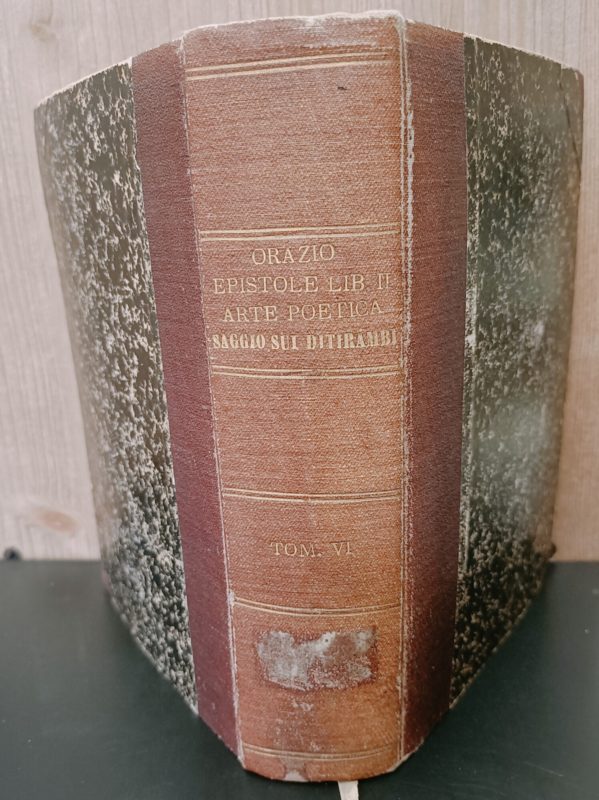 ORAZIO
EPISTOLE LIB. II
ARTE POETICA
SAGGIO SUI DITIRAMBI
TOM. VI.